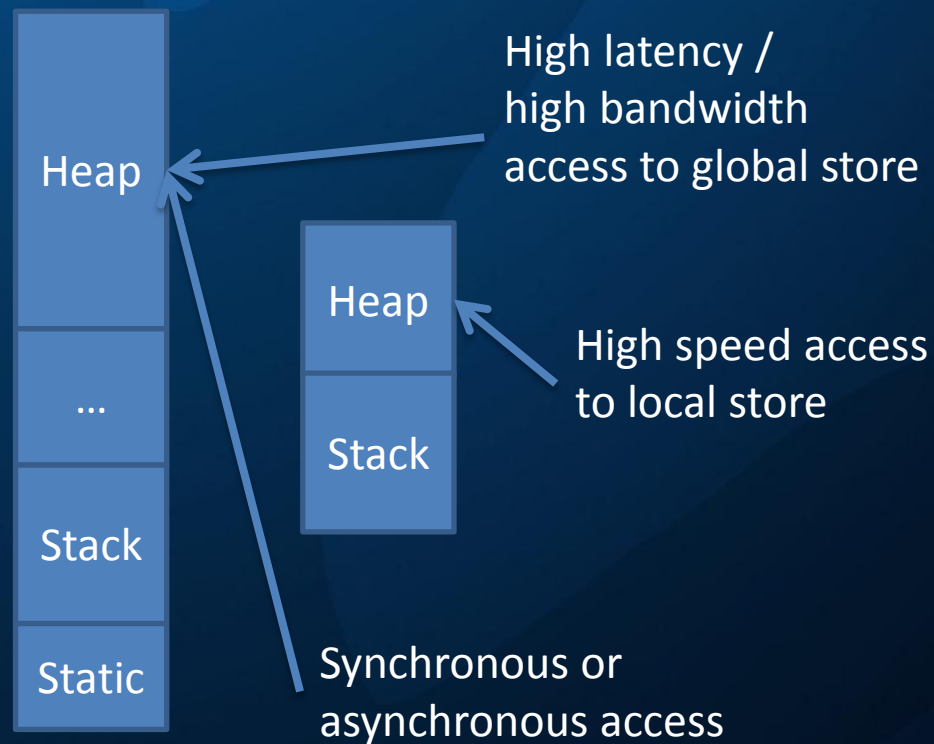 Heap
…
Stack
Static
Heap
Stack
High latency /
high bandwidth
access to global store
High speed access
to local store
Synchronous or
asynchronous access